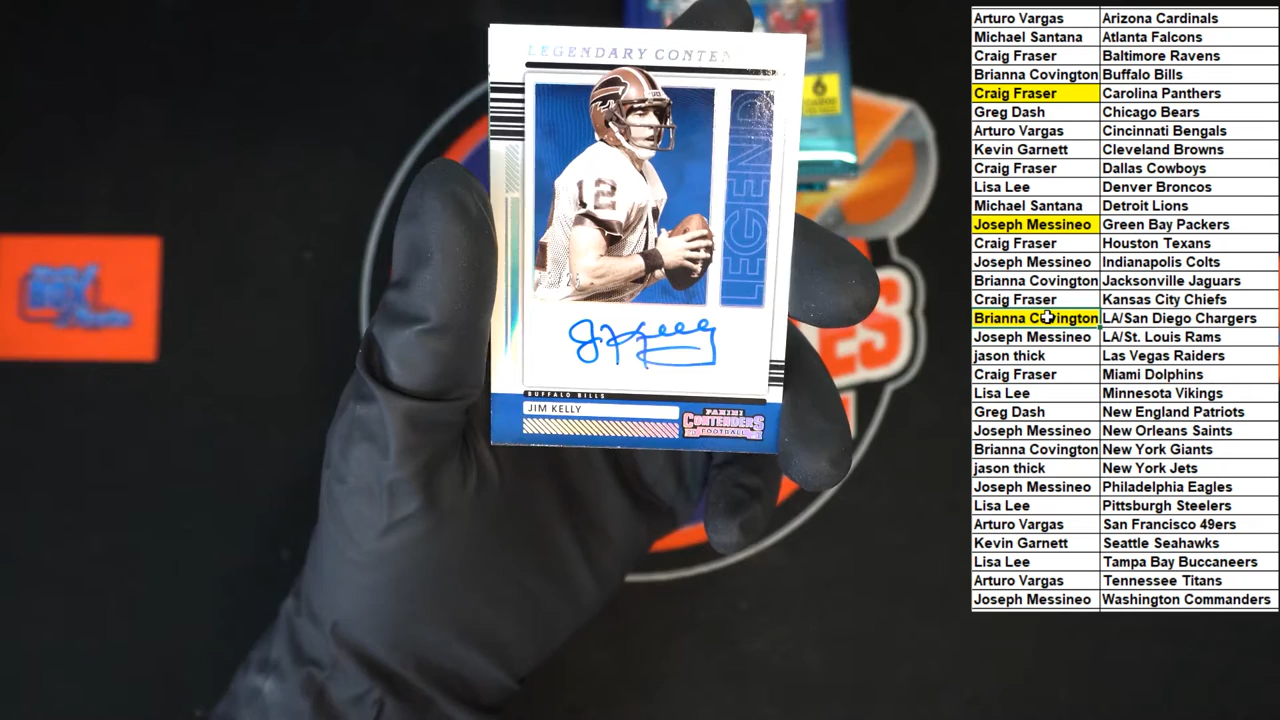 LEGENDARY CONTEN
LEGEND
12
BUFFALO BILLS
JIM KELLY
PANINI
CONTENDERS
FOOTBALL
6
Arturo Vargas Arizona Cardinals
Michael Santana Atlanta Falcons
Craig Fraser Baltimore Ravens
Brianna Covington Buffalo Bills
Craig Fraser Carolina Panthers
Greg Dash Chicago Bears
Arturo Vargas Cincinnati Bengals
Kevin Garnett Cleveland Browns
Craig Fraser Dallas Cowboys
Lisa Lee Denver Broncos
Michael Santana Detroit Lions
Joseph Messineo Green Bay Packers
Craig Fraser Houston Texans
Joseph Messineo Indianapolis Colts
Brianna Covington Jacksonville Jaguars
Craig Fraser Kansas City Chiefs
Brianna Covington LA/San Diego Chargers
Joseph Messineo LA/St. Louis Rams
jason thick Las Vegas Raiders
Craig Fraser Miami Dolphins
Lisa Lee Minnesota Vikings
Greg Dash New England Patriots
Joseph Messineo New Orleans Saints
Brianna Covington New York Giants
jason thick New York Jets
Joseph Messineo Philadelphia Eagles
Lisa Lee Pittsburgh Steelers
Arturo Vargas San Francisco 49ers
Kevin Garnett Seattle Seahawks
Lisa Lee Tampa Bay Buccaneers
Arturo Vargas Tennessee Titans
Joseph Messineo Washington Commanders